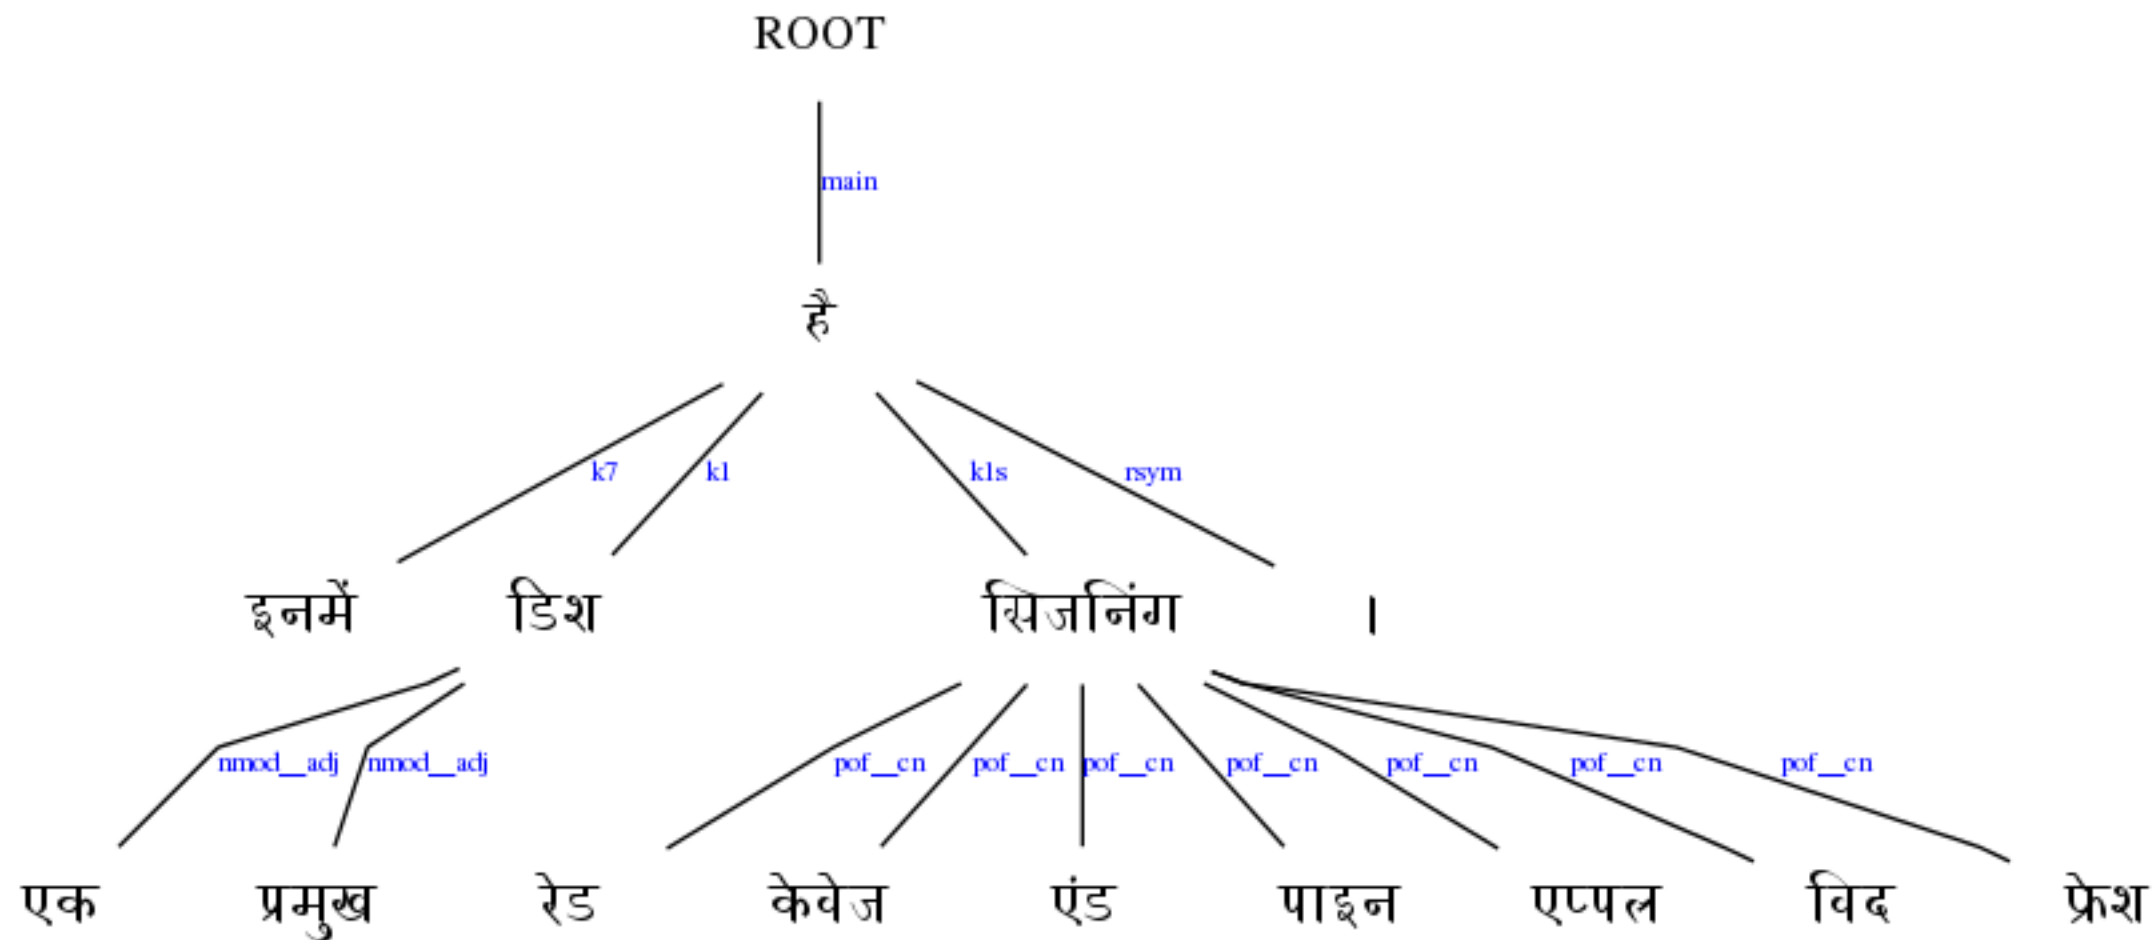 ROOT
main
है
k7 k1 k1s rsym
इनमें डिश सिजनिंग ।
nmod__adj nmod__adj pof__cn pof__cn pof__cn pof__cn pof__cn pof__cn pof__cn
एक प्रमुख रेड केवेज एंड पाइन एप्पल विद फ्रेश